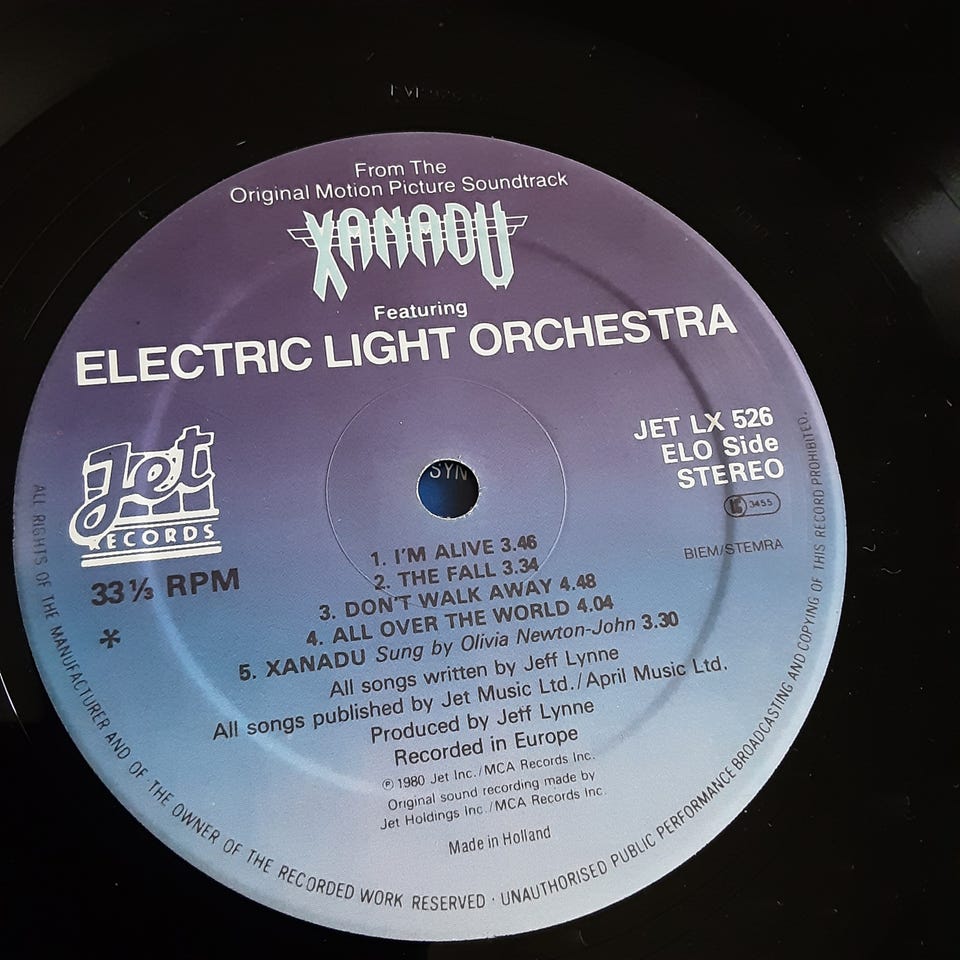 From The
Original Motion Picture Soundtrack
XANADU
Featuring
ELECTRIC LIGHT ORCHESTRA
JET LX 526
ELO Side
STEREO
3455
BIEM/STEMRA
Jet
RECORDS
33⅓ RPM
*
SYN
1. I'M ALIVE 3.46
2. THE FALL 3.34
3. DON'T WALK AWAY 4.48
4. ALL OVER THE WORLD 4.04
5. XANADU Sung by Olivia Newton-John 3.30
All songs written by Jeff Lynne
All songs published by Jet Music Ltd./April Music Ltd.
Produced by Jeff Lynne
Recorded in Europe
℗ 1980 Jet Inc./MCA Records Inc.
Original sound recording made by
Jet Holdings Inc./MCA Records Inc.
Made in Holland
ALL RIGHTS OF THE MANUFACTURER AND OF THE OWNER OF THE RECORDED WORK RESERVED · UNAUTHORISED PUBLIC PERFORMANCE BROADCASTING AND COPYING OF THIS RECORD PROHIBITED.